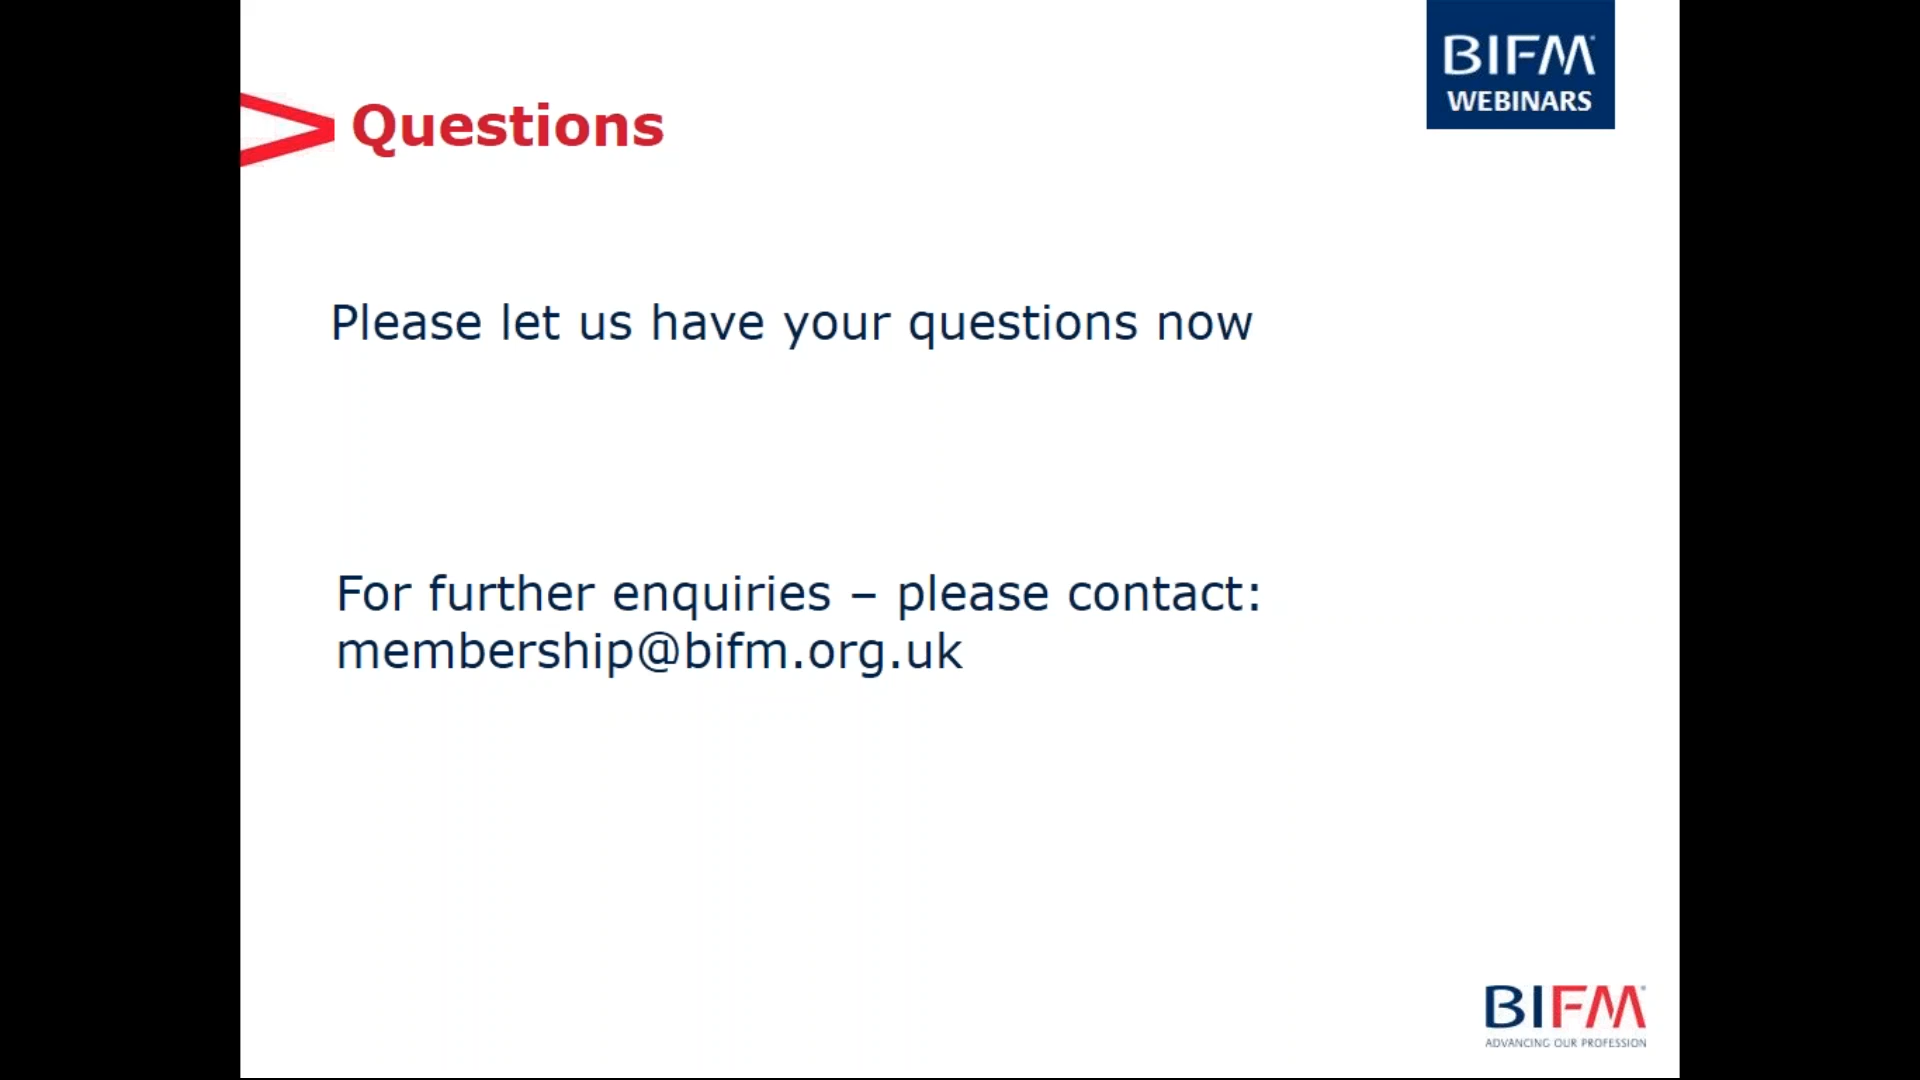 BIFM
WEBINARS
Questions
Please let us have your questions now
For further enquiries – please contact:
membership@bifm.org.uk
BIFM
ADVANCING OUR PROFESSION